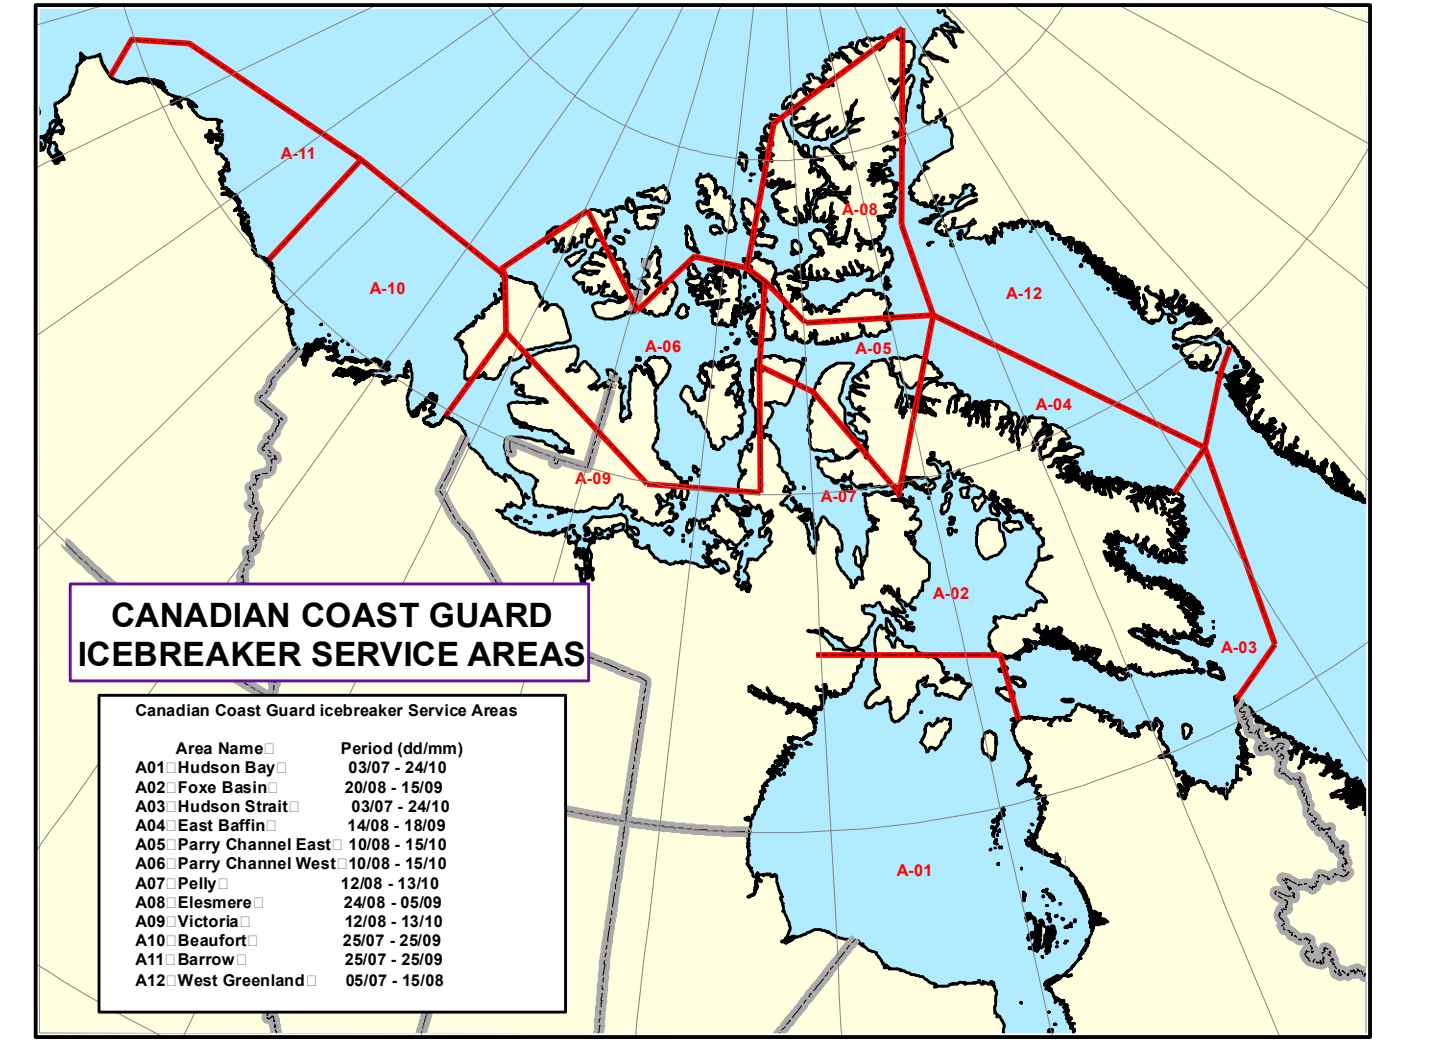 A-11
A-08
A-10
A-12
A-06
A-05
A-04
A-09
A-07
A-02
A-03
A-01
CANADIAN COAST GUARD
ICEBREAKER SERVICE AREAS
Canadian Coast Guard icebreaker Service Areas
Area Name□ Period (dd/mm)
A01□Hudson Bay□ 03/07 - 24/10
A02□Foxe Basin□ 20/08 - 15/09
A03□Hudson Strait□ 03/07 - 24/10
A04□East Baffin□ 14/08 - 18/09
A05□Parry Channel East□ 10/08 - 15/10
A06□Parry Channel West□10/08 - 15/10
A07□Pelly□ 12/08 - 13/10
A08□Elesmere□ 24/08 - 05/09
A09□Victoria□ 12/08 - 13/10
A10□Beaufort□ 25/07 - 25/09
A11□Barrow□ 25/07 - 25/09
A12□West Greenland□ 05/07 - 15/08